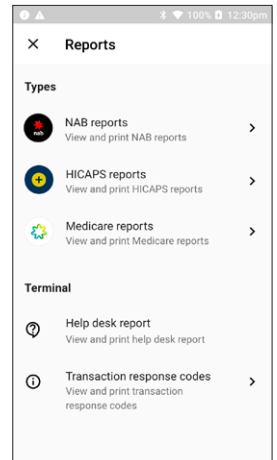 100% 12:30pm
Reports
Types
nab
NAB reports
View and print NAB reports
HICAPS reports
View and print HICAPS reports
Medicare reports
View and print Medicare reports
Terminal
Help desk report
View and print help desk report
Transaction response codes
View and print transaction
response codes